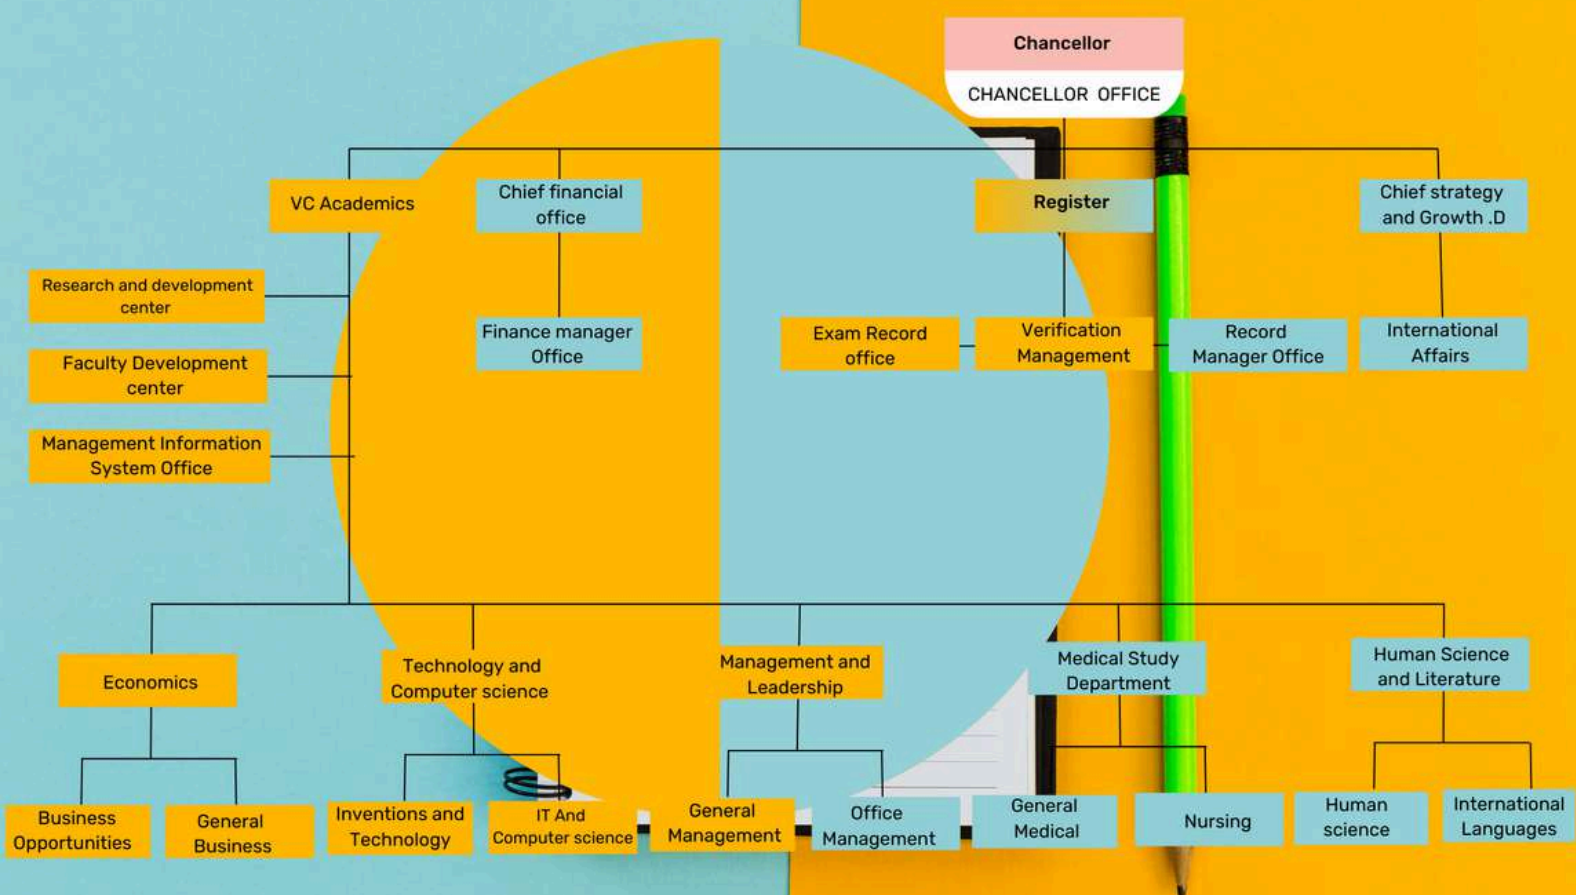 Chancellor
CHANCELLOR OFFICE
VC Academics
Chief financial
office
Register
Chief strategy
and Growth .D
Research and development
center
Faculty Development
center
Management Information
System Office
Finance manager
Office
Exam Record
office
Verification
Management
Record
Manager Office
International
Affairs
Economics
Technology and
Computer science
Management and
Leadership
Medical Study
Department
Human Science
and Literature
Business
Opportunities
General
Business
Inventions and
Technology
IT And
Computer science
General
Management
Office
Management
General
Medical
Nursing
Human
science
International
Languages